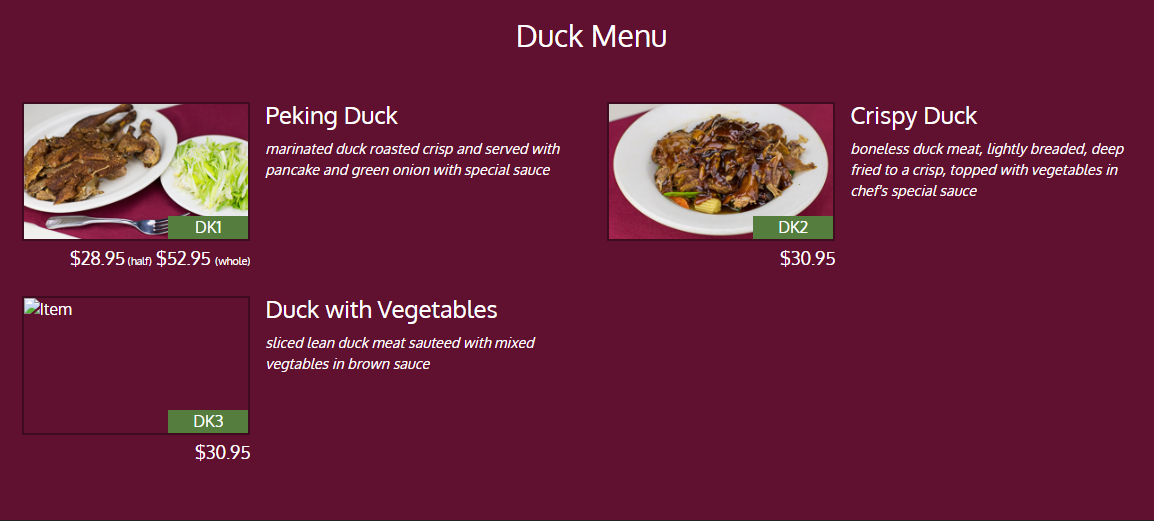 Duck Menu
Peking Duck
marinated duck roasted crisp and served with
pancake and green onion with special sauce
DK1
$28.95 (half) $52.95 (whole)
Crispy Duck
boneless duck meat, lightly breaded, deep
fried to a crisp, topped with vegetables in
chef's special sauce
DK2
$30.95
Item
Duck with Vegetables
sliced lean duck meat sauteed with mixed
vegtables in brown sauce
DK3
$30.95